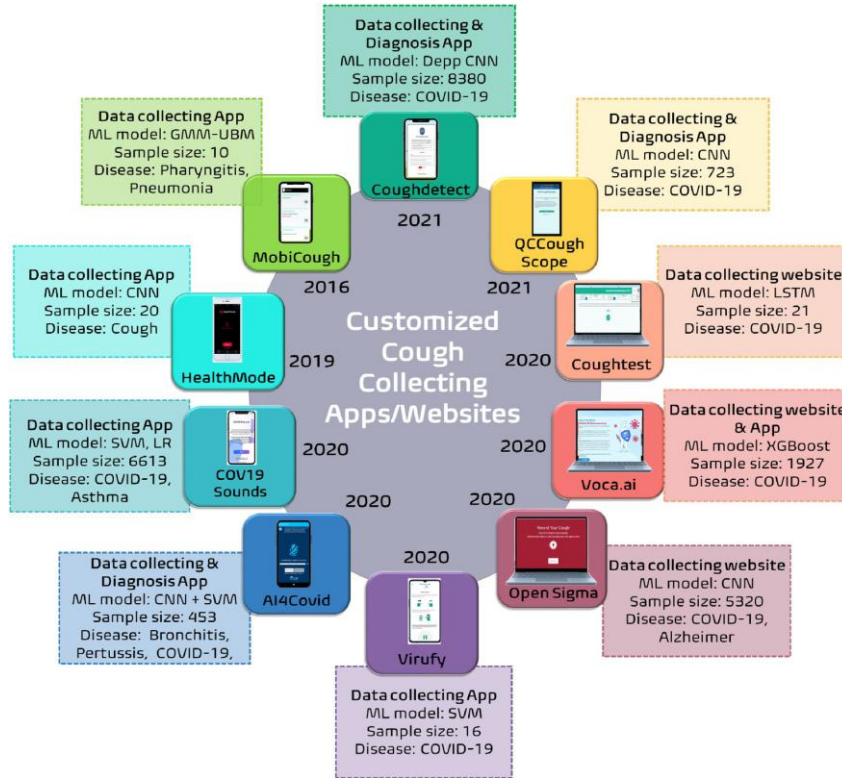 Data collecting &
Diagnosis App
ML model: Depp CNN
Sample size: 8380
Disease: COVID-19
Coughdetect
2021
Data collecting &
Diagnosis App
ML model: CNN
Sample size: 723
Disease: COVID-19
QCCough
Scope
2021
Data collecting website
ML model: LSTM
Sample size: 21
Disease: COVID-19
Coughtest
2020
Data collecting website
& App
ML model: XGBoost
Sample size: 1927
Disease: COVID-19
Voca.ai
2020
Data collecting website
ML model: CNN
Sample size: 5320
Disease: COVID-19,
Alzheimer
Record Your Cough
Open Sigma
2020
Data collecting App
ML model: SVM
Sample size: 16
Disease: COVID-19
Virufy
2020
Data collecting &
Diagnosis App
ML model: CNN + SVM
Sample size: 453
Disease: Bronchitis,
Pertussis, COVID-19,
AI4Covid
2020
Data collecting App
ML model: SVM, LR
Sample size: 6613
Disease: COVID-19,
Asthma
COV19
Sounds
2020
Data collecting App
ML model: CNN
Sample size: 20
Disease: Cough
HealthMode
2019
Data collecting App
ML model: GMM-UBM
Sample size: 10
Disease: Pharyngitis,
Pneumonia
MobiCough
2016
Customized
Cough
Collecting
Apps/Websites